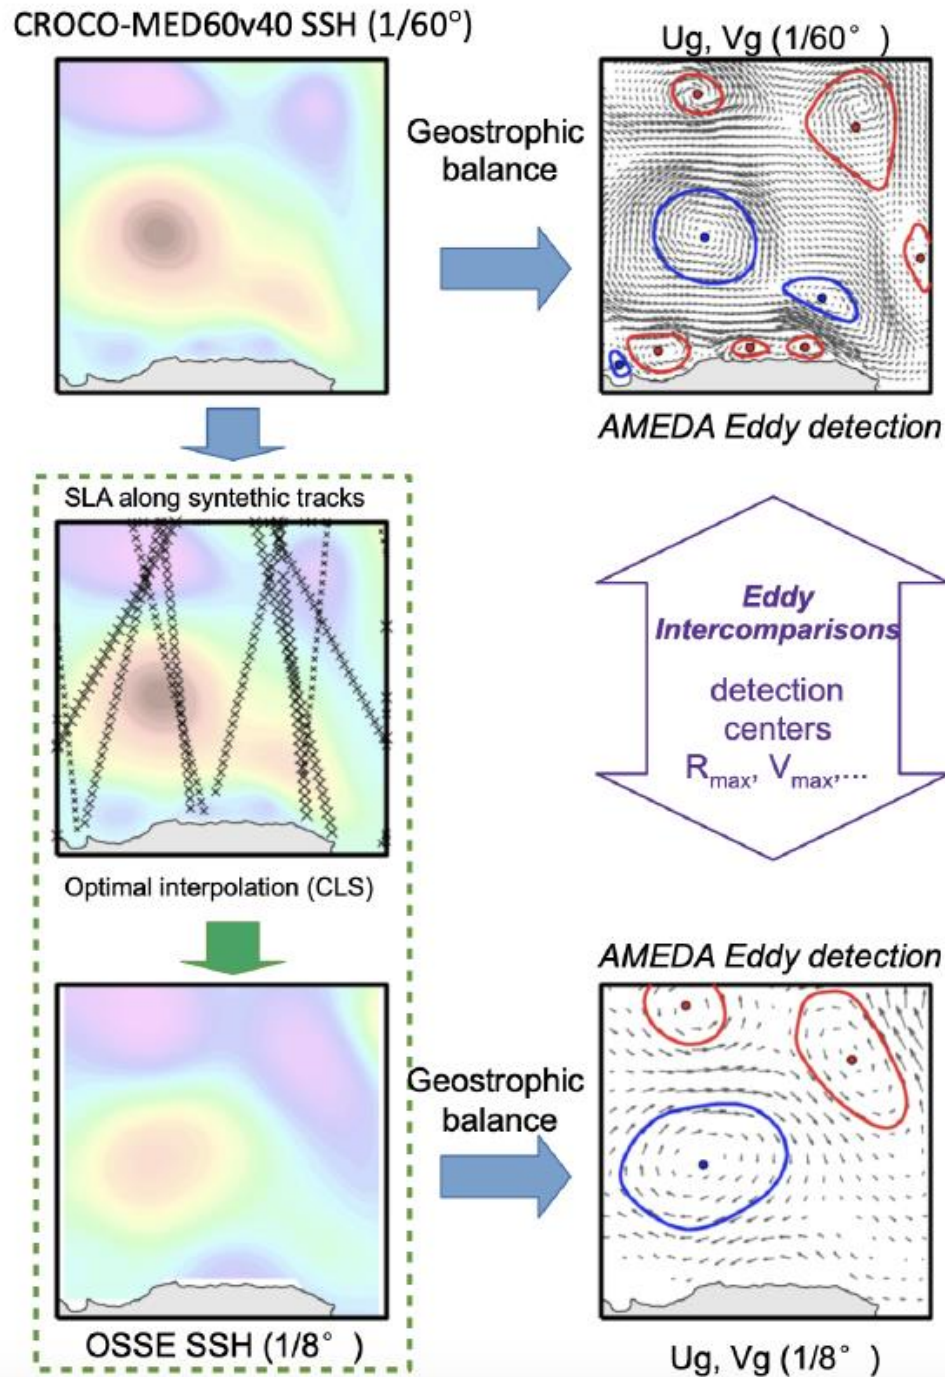 CROCO-MED60v40 SSH (1/60°)
Ug, Vg (1/60° )
Geostrophic
balance
AMEDA Eddy detection
SLA along syntethic tracks
Eddy
Intercomparisons
detection
centers
Rmax, Vmax,...
Optimal interpolation (CLS)
AMEDA Eddy detection
Geostrophic
balance
OSSE SSH (1/8° )
Ug, Vg (1/8° )